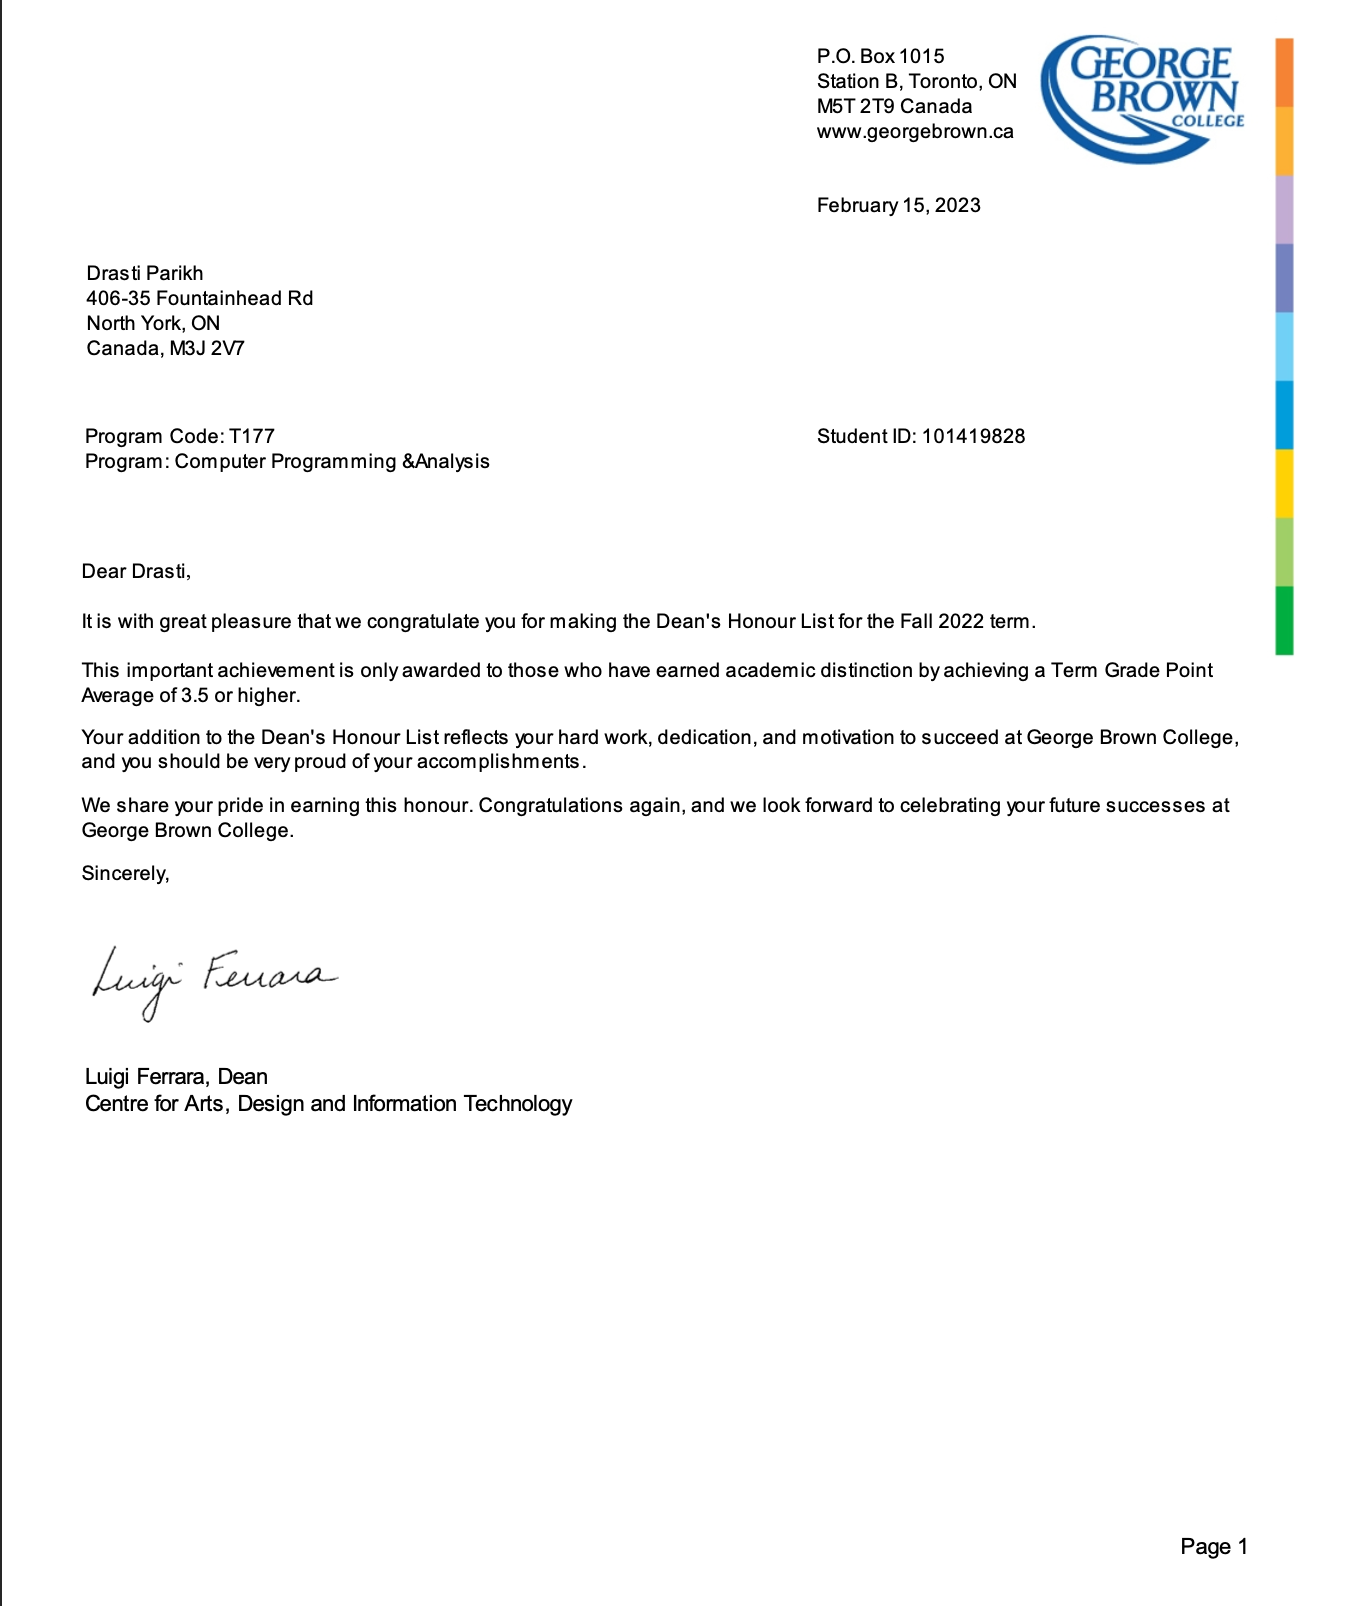 P.O. Box 1015
Station B, Toronto, ON
M5T 2T9 Canada
www.georgebrown.ca
GEORGE
BROWN
COLLEGE
February 15, 2023
Drasti Parikh
406-35 Fountainhead Rd
North York, ON
Canada, M3J 2V7
Program Code: T177
Student ID: 101419828
Program: Computer Programming &Analysis
Dear Drasti,
It is with great pleasure that we congratulate you for making the Dean's Honour List for the Fall 2022 term.
This important achievement is only awarded to those who have earned academic distinction by achieving a Term Grade Point
Average of 3.5 or higher.
Your addition to the Dean's Honour List reflects your hard work, dedication, and motivation to succeed at George Brown College,
and you should be very proud of your accomplishments.
We share your pride in earning this honour. Congratulations again, and we look forward to celebrating your future successes at
George Brown College.
Sincerely,
Luigi Ferrara
Luigi Ferrara, Dean
Centre for Arts, Design and Information Technology
Page 1